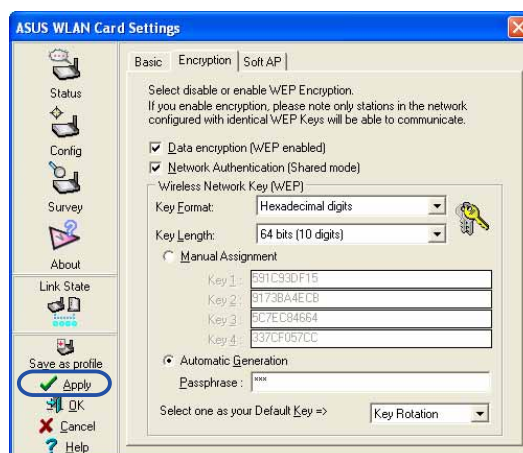 ASUS WLAN Card Settings
Status
Config
Survey
About
Link State
Save as profile
Apply
OK
Cancel
Help
Basic
Encryption
Soft AP
Select disable or enable WEP Encryption.
If you enable encryption, please note only stations in the network
configured with identical WEP Keys will be able to communicate.
Data encryption (WEP enabled)
Network Authentication (Shared mode)
Wireless Network Key (WEP)
Key Format: Hexadecimal digits
Key Length: 64 bits (10 digits)
Manual Assignment
Key 1 : 591C93DF15
Key 2 : 9173BA4ECB
Key 3 : 5C7EC84664
Key 4 : 337CF057CC
Automatic Generation
Passphrase : ***
Select one as your Default Key => Key Rotation